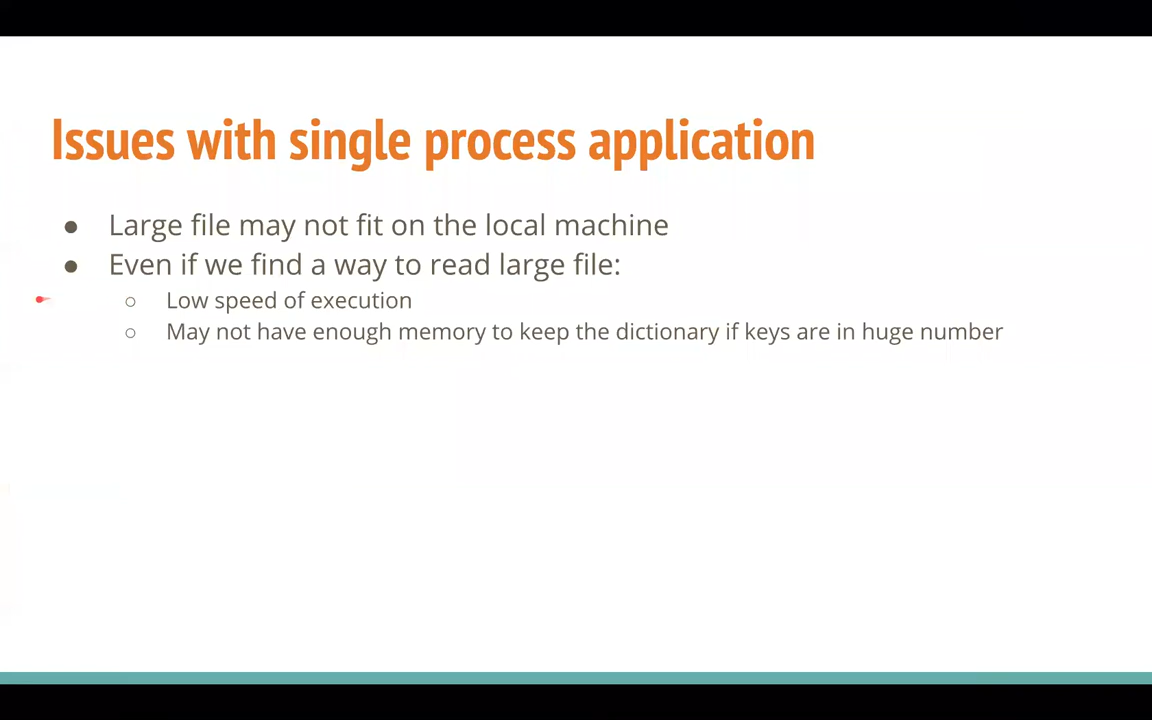 Issues with single process application
● Large file may not fit on the local machine
● Even if we find a way to read large file:
○ Low speed of execution
○ May not have enough memory to keep the dictionary if keys are in huge number